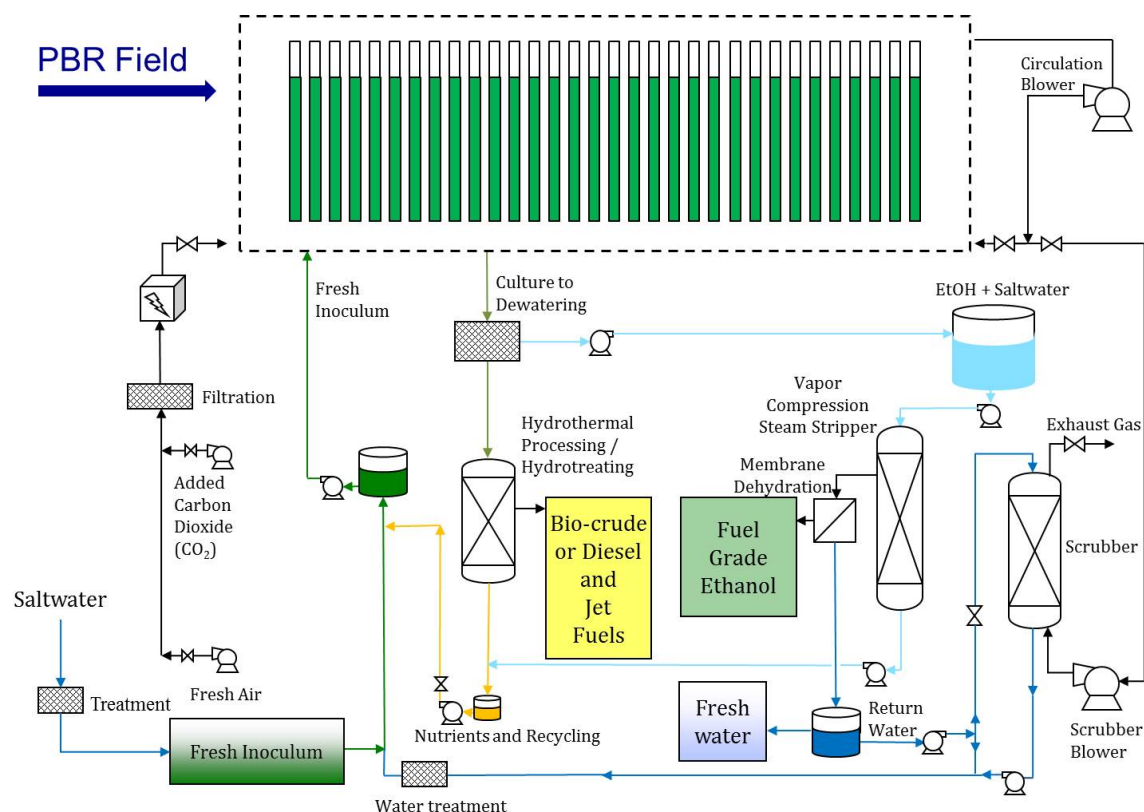 PBR Field
Circulation
Blower
Fresh
Inoculum
Culture to
Dewatering
EtOH + Saltwater
Filtration
Vapor
Compression
Steam Stripper
Hydrothermal
Processing /
Hydrotreating
Exhaust Gas
Membrane
Dehydration
Added
Carbon
Dioxide
(CO₂)
Bio-crude
or Diesel
and
Jet
Fuels
Fuel
Grade
Ethanol
Scrubber
Saltwater
Fresh Air
Treatment
Fresh Inoculum
Nutrients and Recycling
Fresh
water
Return
Water
Scrubber
Blower
Water treatment